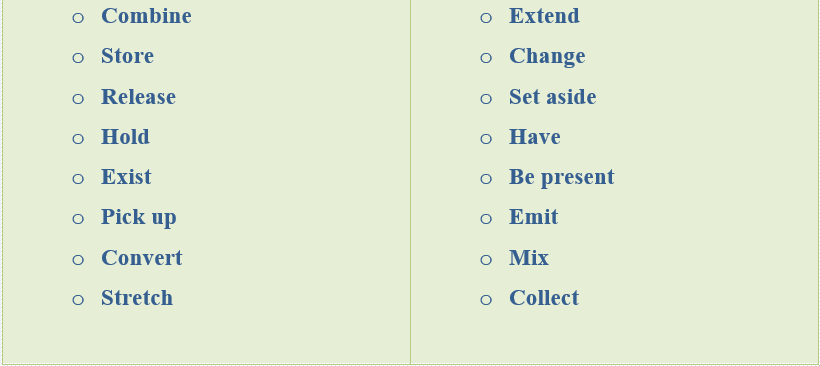 o Combine
o Store
o Release
o Hold
o Exist
o Pick up
o Convert
o Stretch
o Extend
o Change
o Set aside
o Have
o Be present
o Emit
o Mix
o Collect